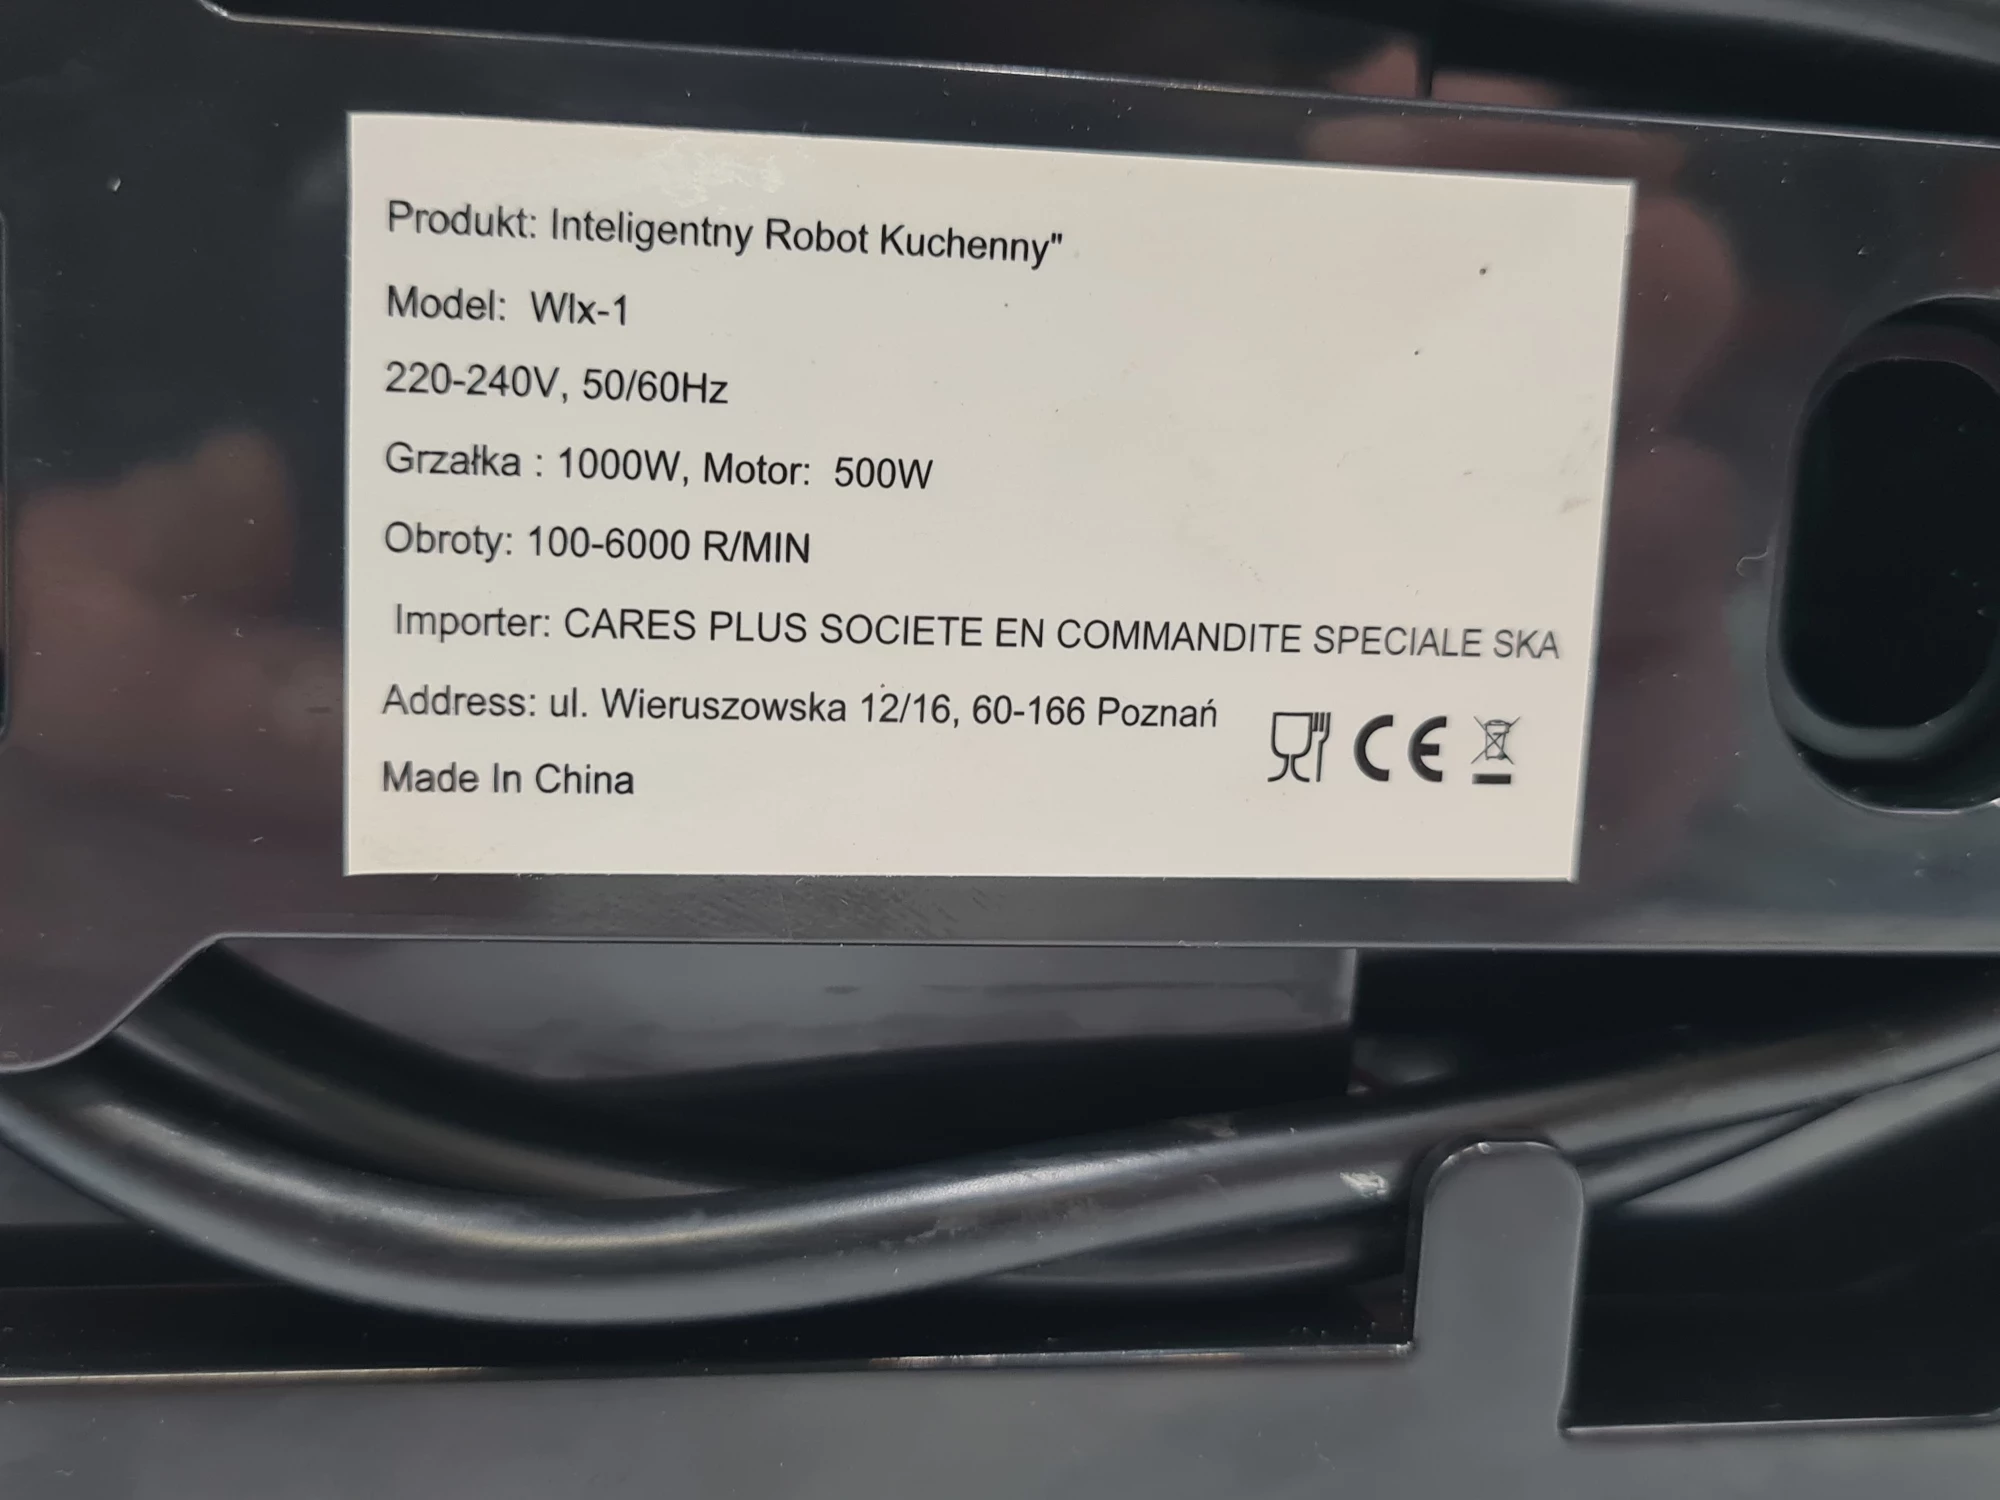 Produkt: Inteligentny Robot Kuchenny"
Model: Wlx-1
220-240V, 50/60Hz
Grzałka : 1000W, Motor: 500W
Obroty: 100-6000 R/MIN
Importer: CARES PLUS SOCIETE EN COMMANDITE SPECIALE SKA
Address: ul. Wieruszowska 12/16, 60-166 Poznań
CE
Made In China